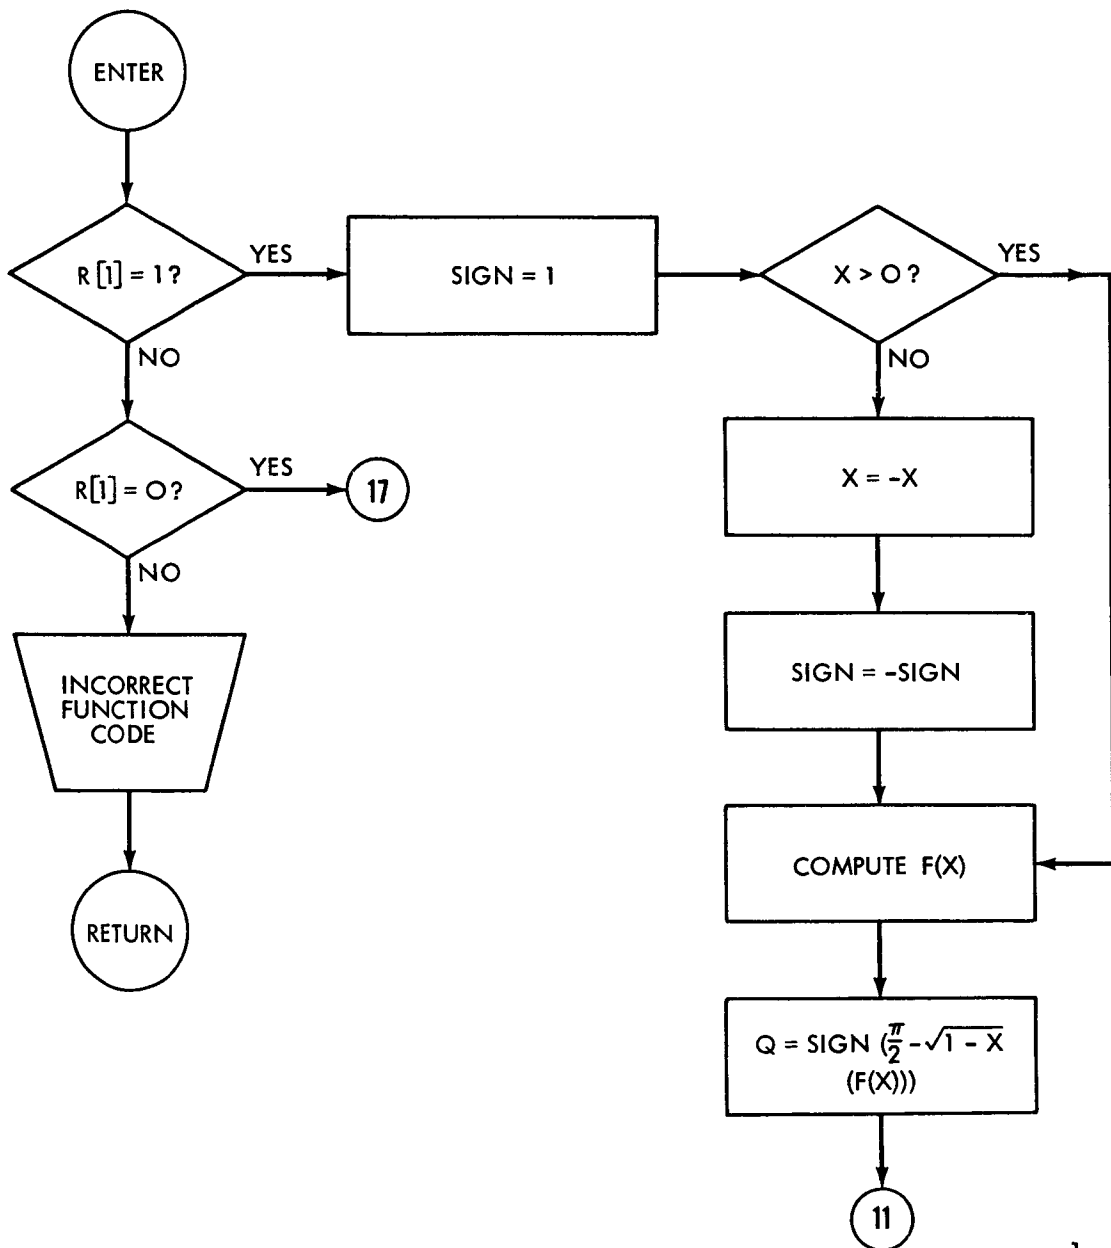 ENTER
R[1] = 1?
YES
SIGN = 1
X > O ?
YES
NO
NO
R[1] = O?
YES
17
X = -X
NO
INCORRECT
FUNCTION
CODE
SIGN = -SIGN
COMPUTE F(X)
RETURN
Q = SIGN (π/2 - √1 - X
(F(X)))
11